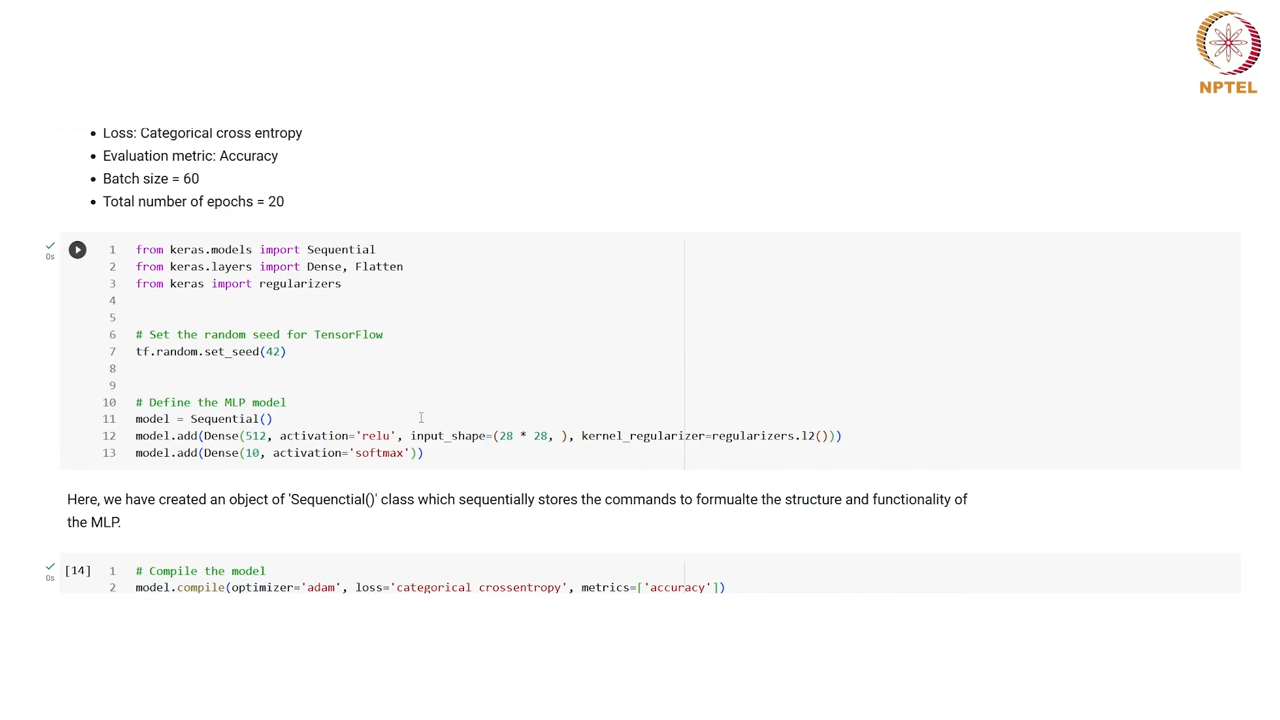 NPTEL
• Loss: Categorical cross entropy
• Evaluation metric: Accuracy
• Batch size = 60
• Total number of epochs = 20
0s
1 from keras.models import Sequential
2 from keras.layers import Dense, Flatten
3 from keras import regularizers
4
5
6 # Set the random seed for TensorFlow
7 tf.random.set_seed(42)
8
9
10 # Define the MLP model
11 model = Sequential()
12 model.add(Dense(512, activation='relu', input_shape=(28 * 28, ), kernel_regularizer=regularizers.l2()))
13 model.add(Dense(10, activation='softmax'))
Here, we have created an object of 'Sequenctial()' class which sequentially stores the commands to formualte the structure and functionality of
the MLP.
0s
[14] 1 # Compile the model
2 model.compile(optimizer='adam', loss='categorical_crossentropy', metrics=['accuracy'])